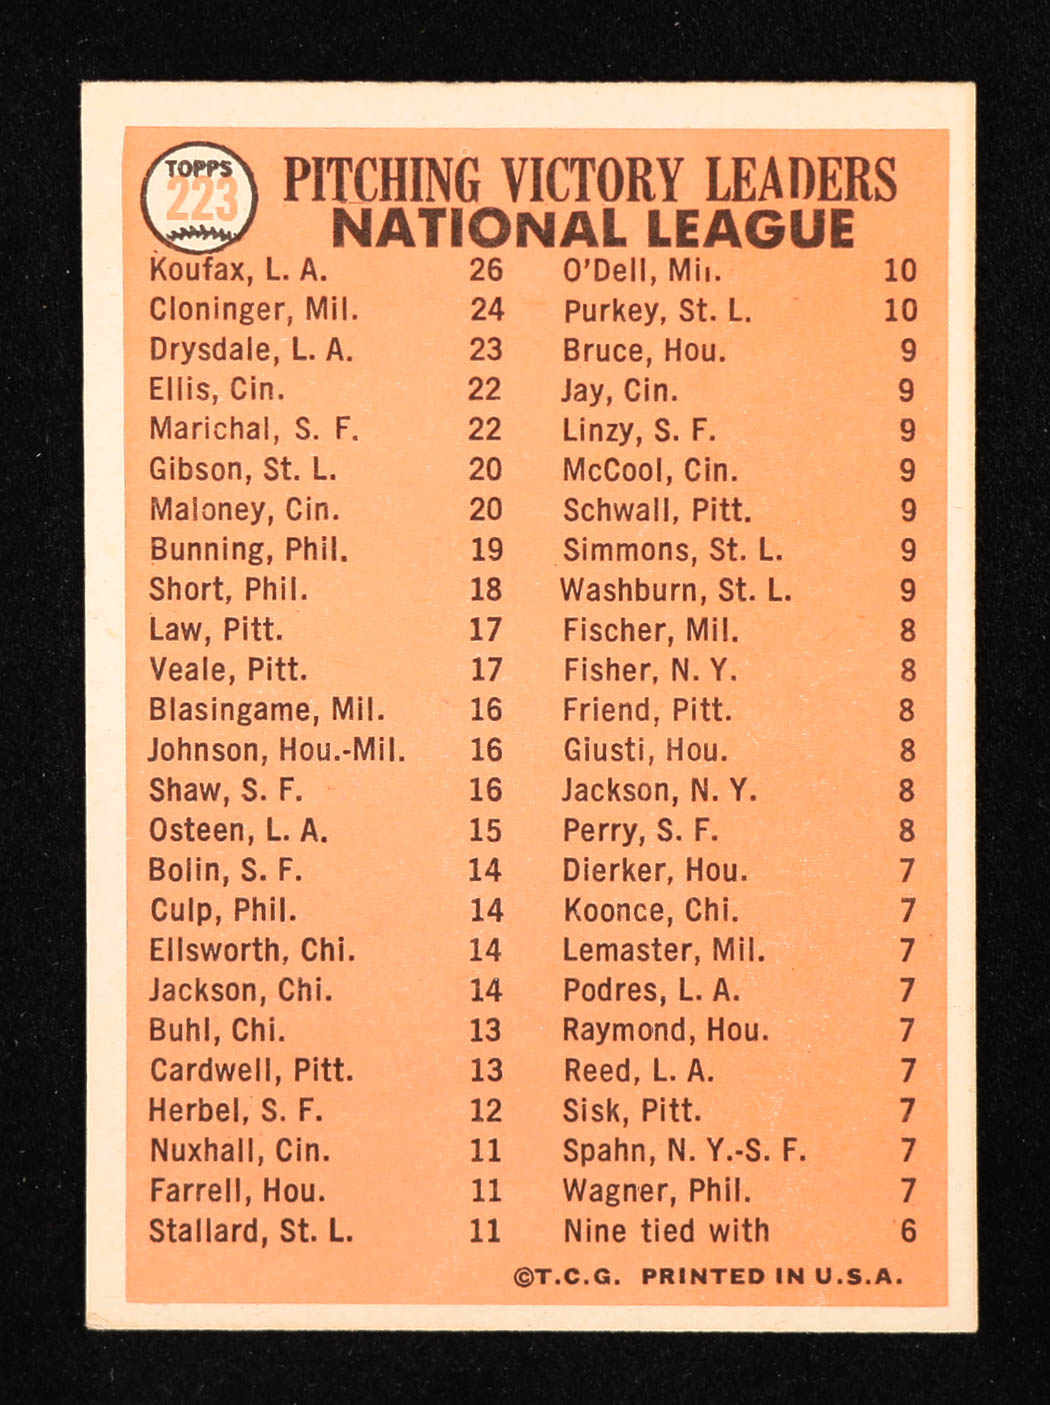 TOPPS
223
PITCHING VICTORY LEADERS
NATIONAL LEAGUE
Koufax, L. A. 26
Cloninger, Mil. 24
Drysdale, L. A. 23
Ellis, Cin. 22
Marichal, S. F. 22
Gibson, St. L. 20
Maloney, Cin. 20
Bunning, Phil. 19
Short, Phil. 18
Law, Pitt. 17
Veale, Pitt. 17
Blasingame, Mil. 16
Johnson, Hou.-Mil. 16
Shaw, S. F. 16
Osteen, L. A. 15
Bolin, S. F. 14
Culp, Phil. 14
Ellsworth, Chi. 14
Jackson, Chi. 14
Buhl, Chi. 13
Cardwell, Pitt. 13
Herbel, S. F. 12
Nuxhall, Cin. 11
Farrell, Hou. 11
Stallard, St. L. 11
O'Dell, Mil. 10
Purkey, St. L. 10
Bruce, Hou. 9
Jay, Cin. 9
Linzy, S. F. 9
McCool, Cin. 9
Schwall, Pitt. 9
Simmons, St. L. 9
Washburn, St. L. 9
Fischer, Mil. 8
Fisher, N. Y. 8
Friend, Pitt. 8
Giusti, Hou. 8
Jackson, N. Y. 8
Perry, S. F. 8
Dierker, Hou. 7
Koonce, Chi. 7
Lemaster, Mil. 7
Podres, L. A. 7
Raymond, Hou. 7
Reed, L. A. 7
Sisk, Pitt. 7
Spahn, N. Y.-S. F. 7
Wagner, Phil. 7
Nine tied with 6
©T.C.G. PRINTED IN U.S.A.